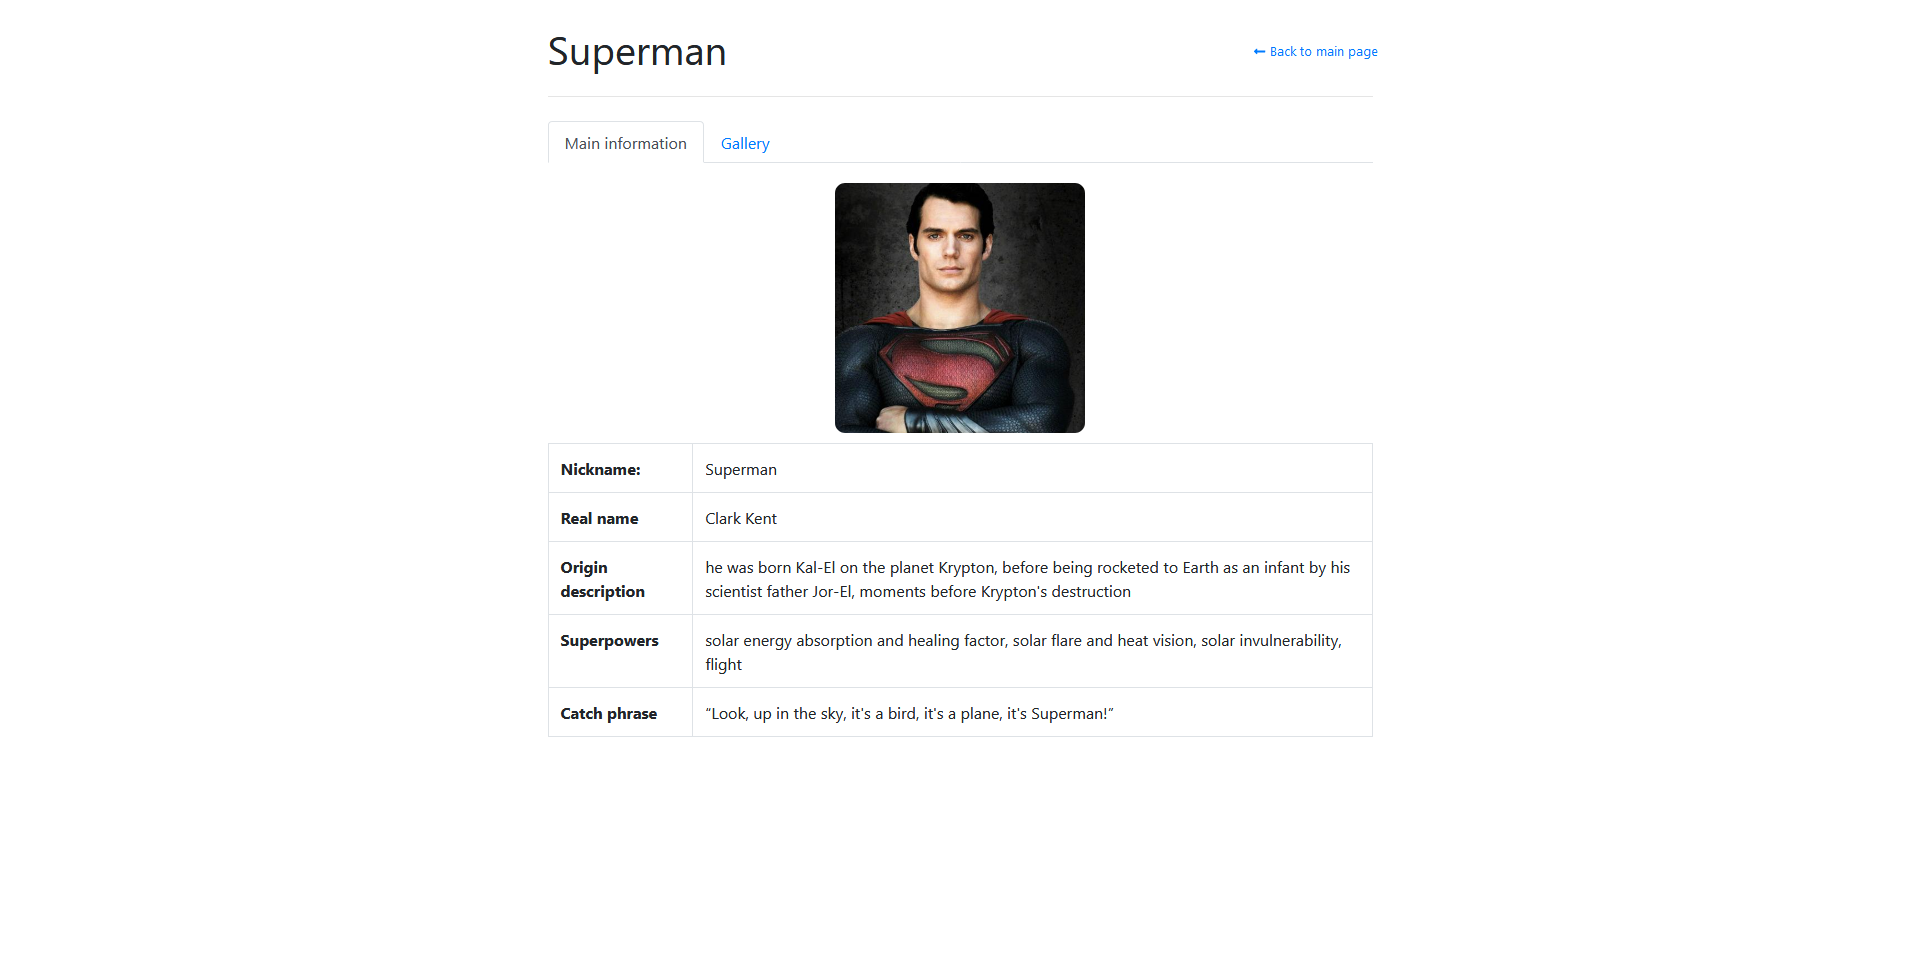 Superman
← Back to main page
Main information
Gallery
Nickname:
Superman
Real name
Clark Kent
Origin
description
he was born Kal-El on the planet Krypton, before being rocketed to Earth as an infant by his
scientist father Jor-El, moments before Krypton's destruction
Superpowers
solar energy absorption and healing factor, solar flare and heat vision, solar invulnerability,
flight
Catch phrase
“Look, up in the sky, it's a bird, it's a plane, it's Superman!”